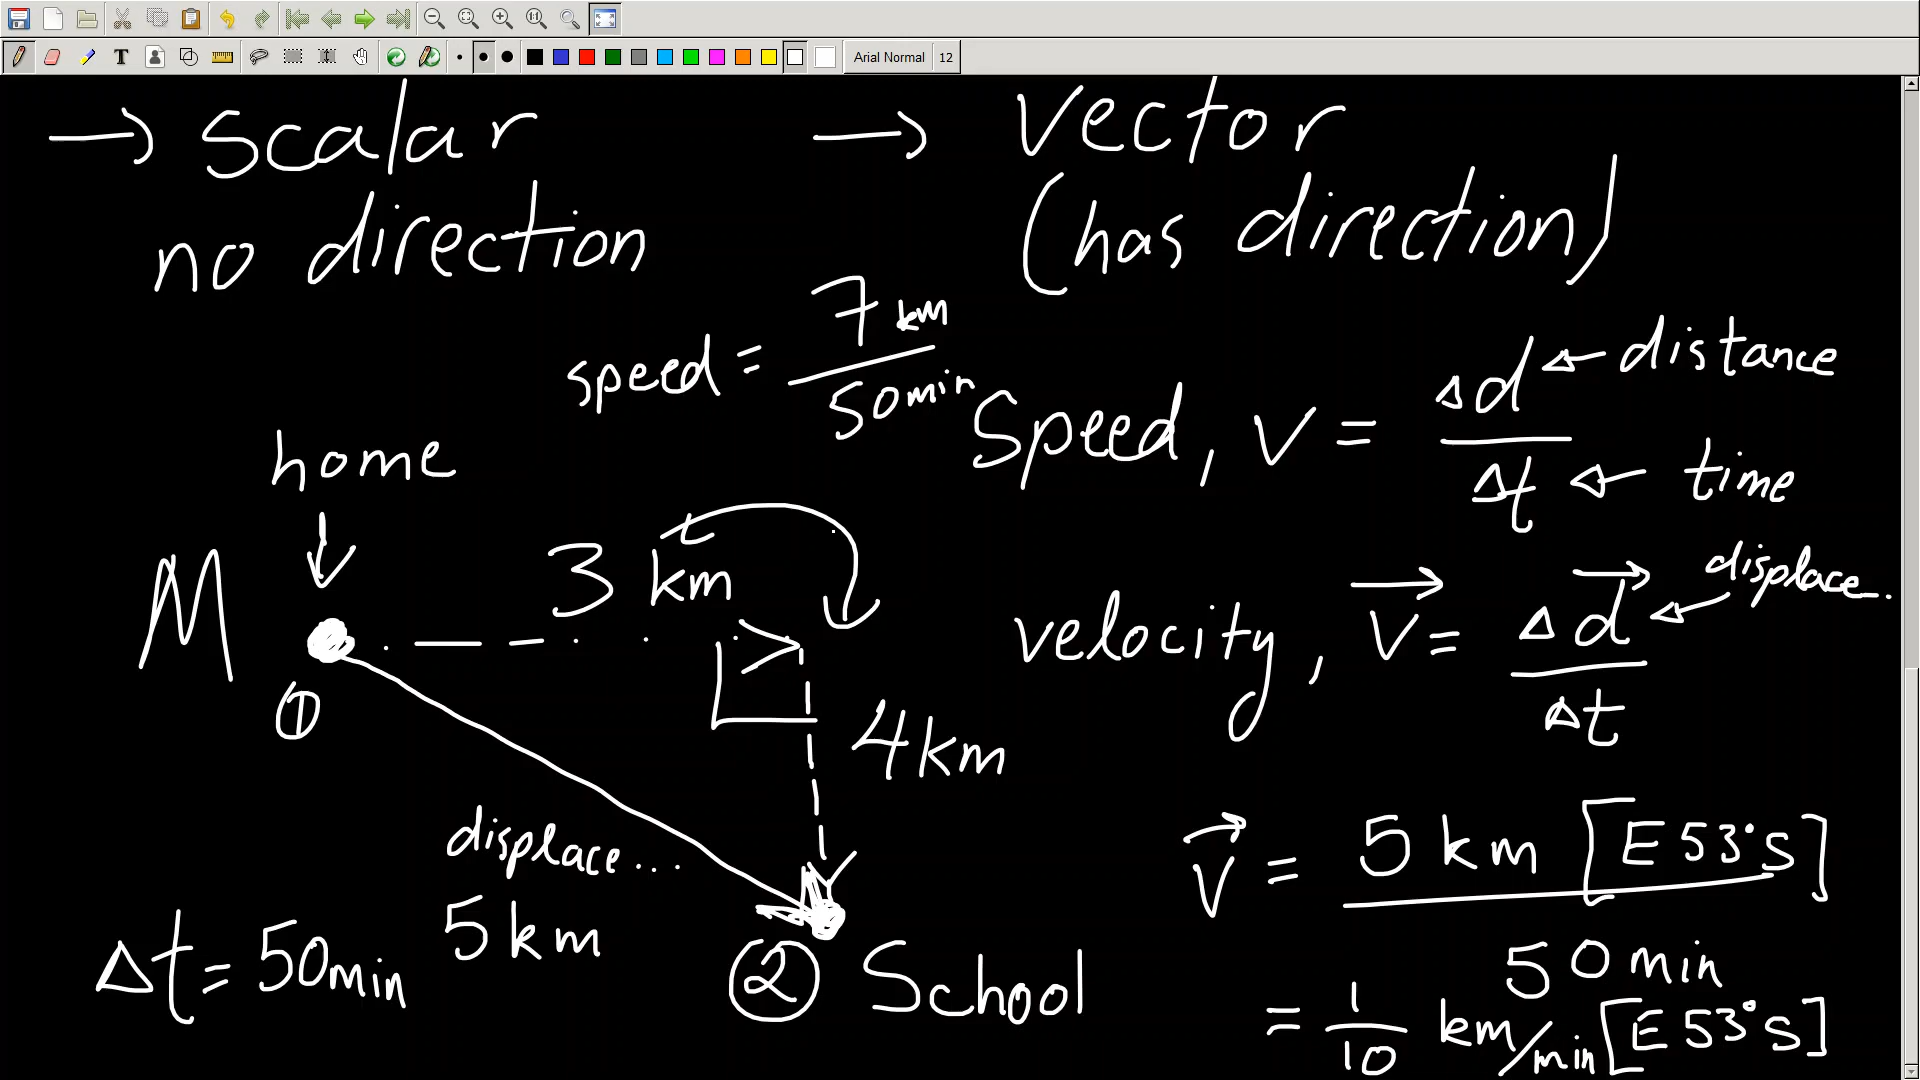 Arial Normal 12
→ scalar
no direction
→ vector
(has direction)
speed = 7 km / 50 min
Speed, v = Δd / Δt
← distance
← time
home
M
3 km
①
4 km
velocity, v⃗ = Δd⃗ / Δt
← displace.
displace...
5 km
Δt = 50 min
② School
v⃗ = 5 km [E 53° S] / 50 min
= 1/10 km/min [E 53° S]